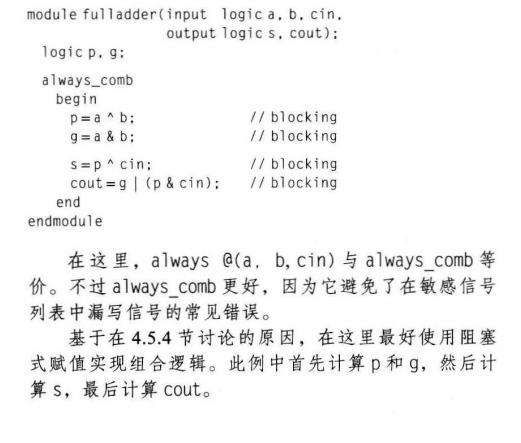 module fulladder(input logic a, b, cin,
output logic s, cout);
logic p, g;
always_comb
begin
p=a ^ b; // blocking
g=a & b; // blocking
s=p ^ cin; // blocking
cout=g | (p & cin); // blocking
end
endmodule
在这里，always @(a, b,cin) 与 always_comb 等
价。不过 always_comb 更好，因为它避免了在敏感信号
列表中漏写信号的常见错误。
基于在 4.5.4 节讨论的原因，在这里最好使用阻塞
式赋值实现组合逻辑。此例中首先计算 p 和 g，然后计
算 s，最后计算 cout。